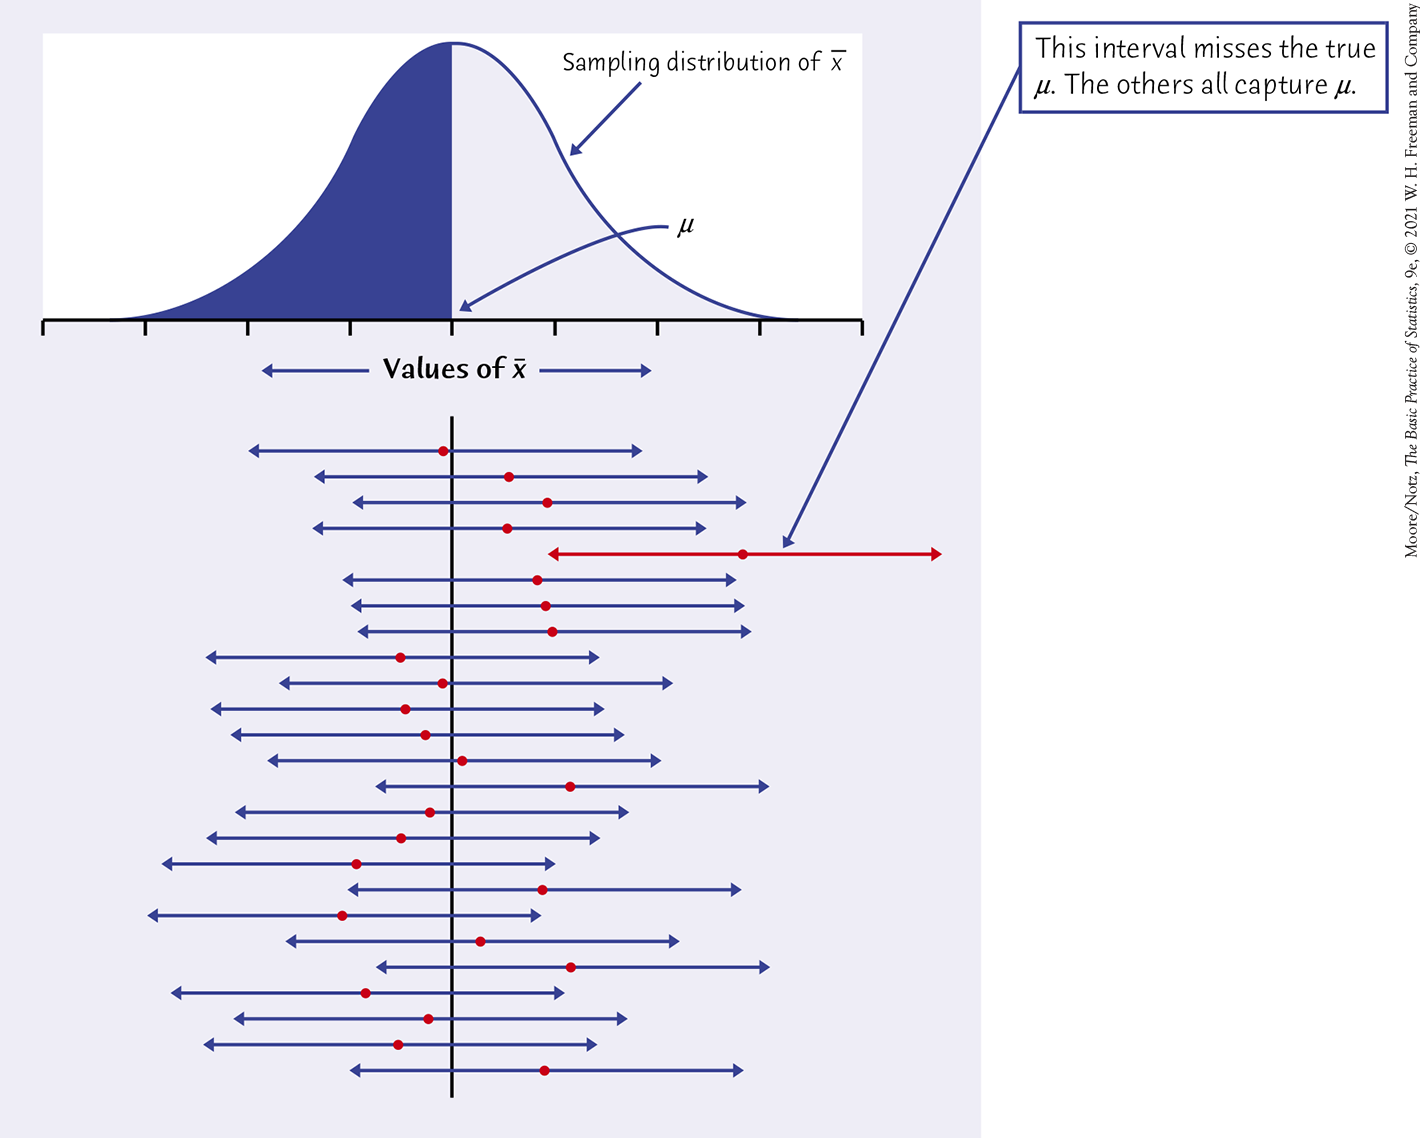 Sampling distribution of x̄
This interval misses the true
μ. The others all capture μ.
μ
Values of x̄
Moore/Notz, The Basic Practice of Statistics, 9e, © 2021 W. H. Freeman and Company